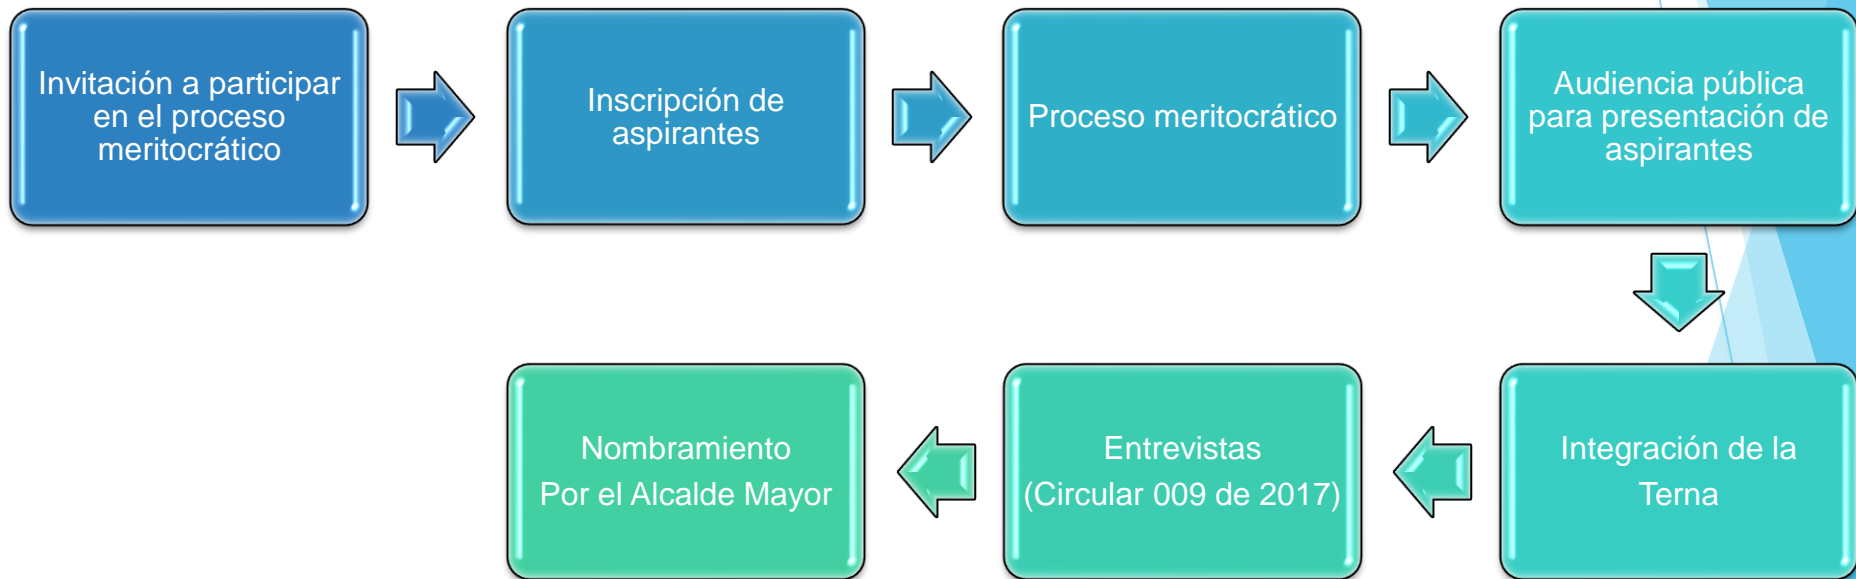 Invitación a participar
en el proceso
meritocrático
Inscripción de
aspirantes
Proceso meritocrático
Audiencia pública
para presentación de
aspirantes
Integración de la
Terna
Entrevistas
(Circular 009 de 2017)
Nombramiento
Por el Alcalde Mayor